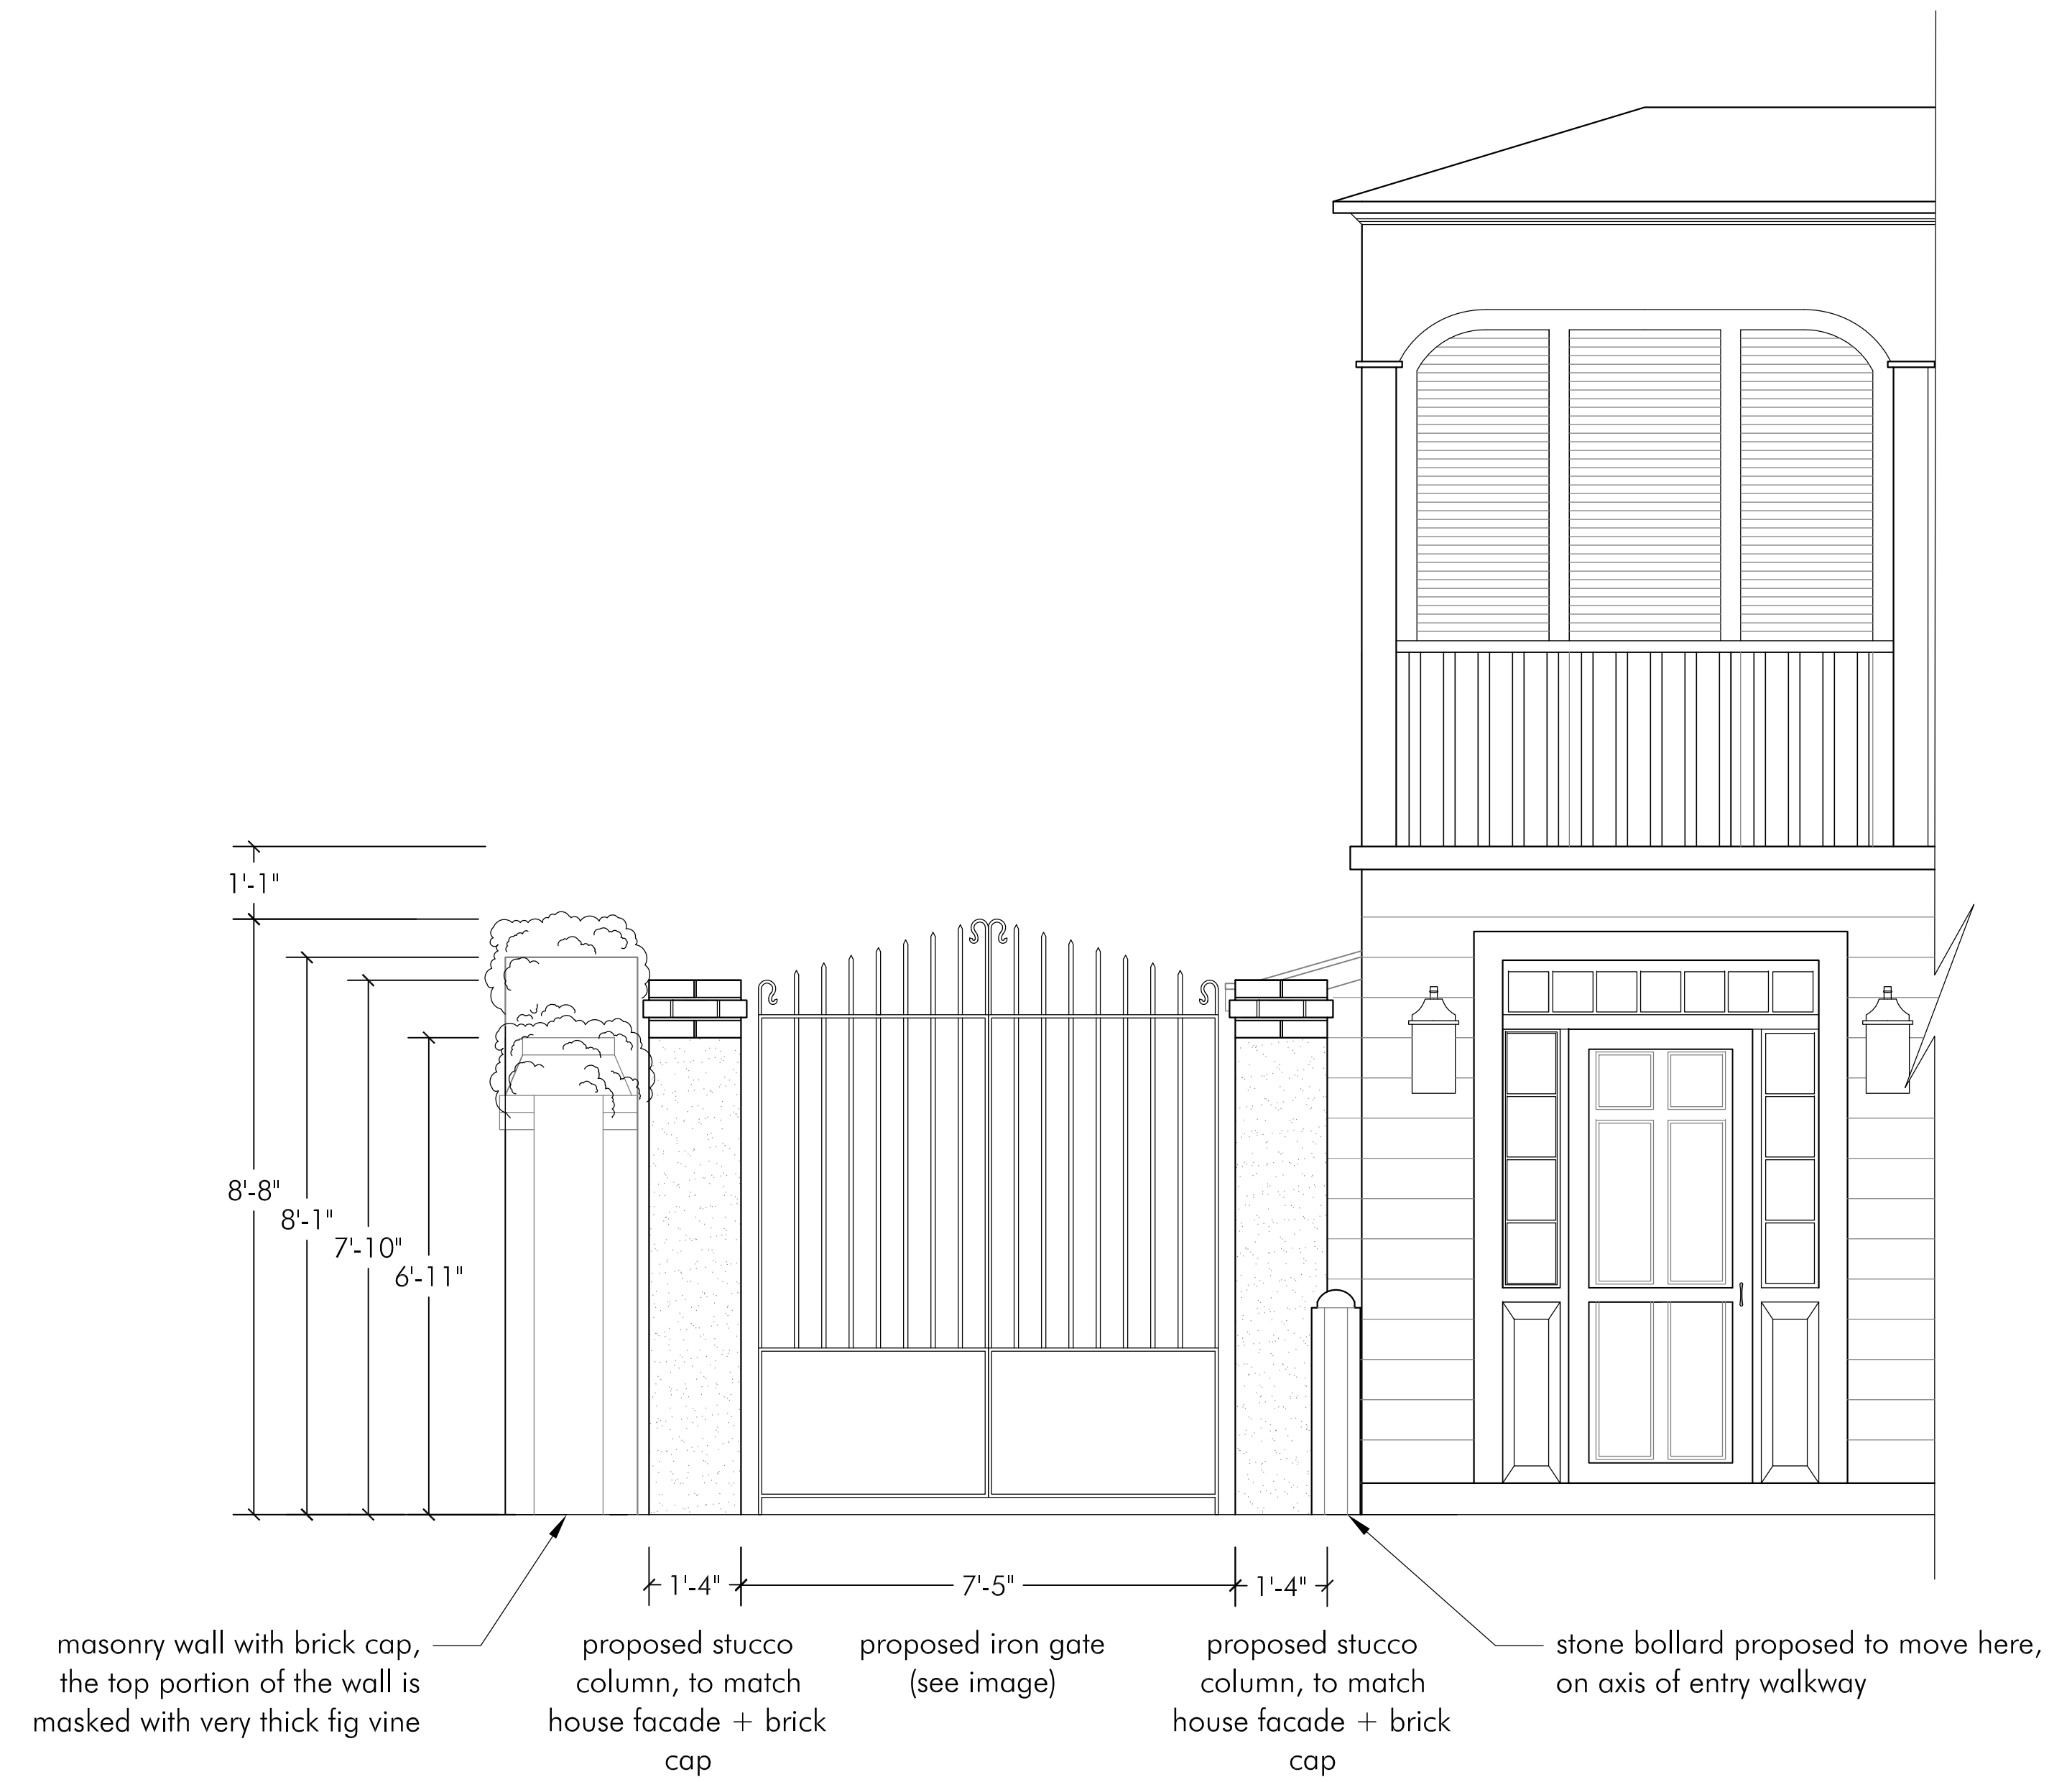 1'-1"
8'-8"
8'-1"
7'-10"
6'-11"
1'-4"
7'-5"
1'-4"
masonry wall with brick cap,
the top portion of the wall is
masked with very thick fig vine
proposed stucco
column, to match
house facade + brick
cap
proposed iron gate
(see image)
proposed stucco
column, to match
house facade + brick
cap
stone bollard proposed to move here,
on axis of entry walkway